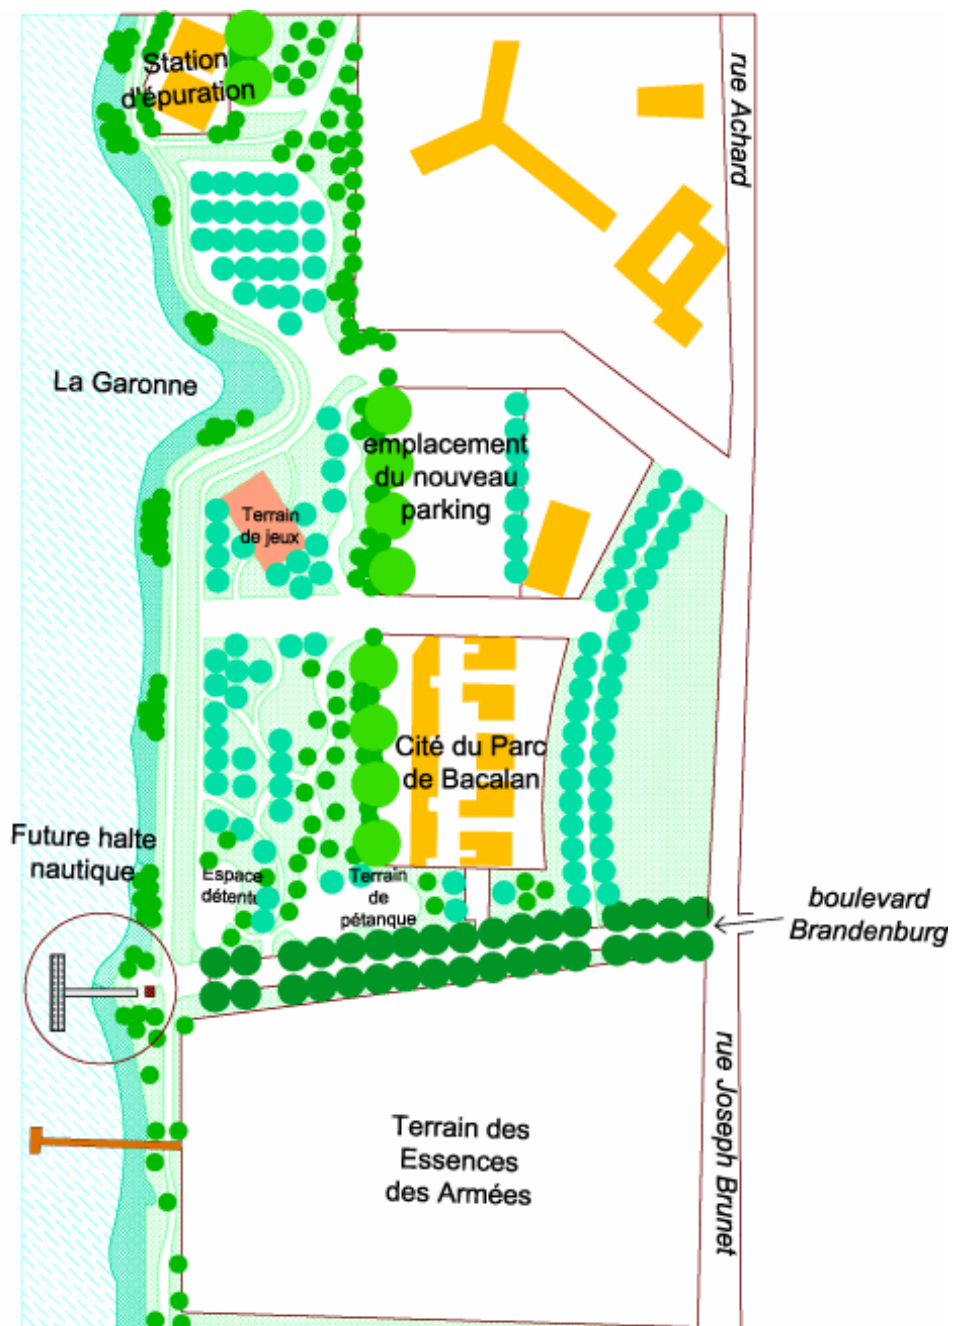 Station
d'épuration
rue Achard
La Garonne
emplacement
du nouveau
parking
Terrain
de jeux
Cité du Parc
de Bacalan
Future halte
nautique
Espace
détente
Terrain
de
pétanque
boulevard
Brandenburg
rue Joseph Brunet
Terrain des
Essences
des Armées